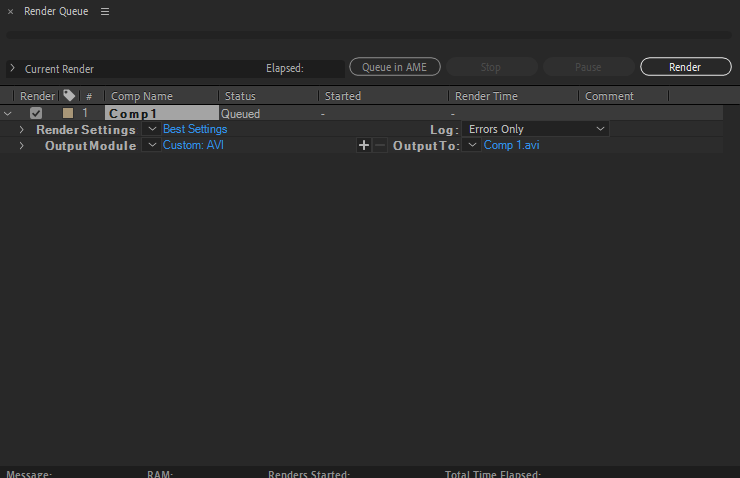 Render Queue
Current Render Elapsed: Queue in AME Stop Pause Render
Render # Comp Name Status Started Render Time Comment
1 Comp 1 Queued - -
Render Settings Best Settings Log: Errors Only
Output Module Custom: AVI + − Output To: Comp 1.avi
Message: RAM: Renders Started: Total Time Elapsed: